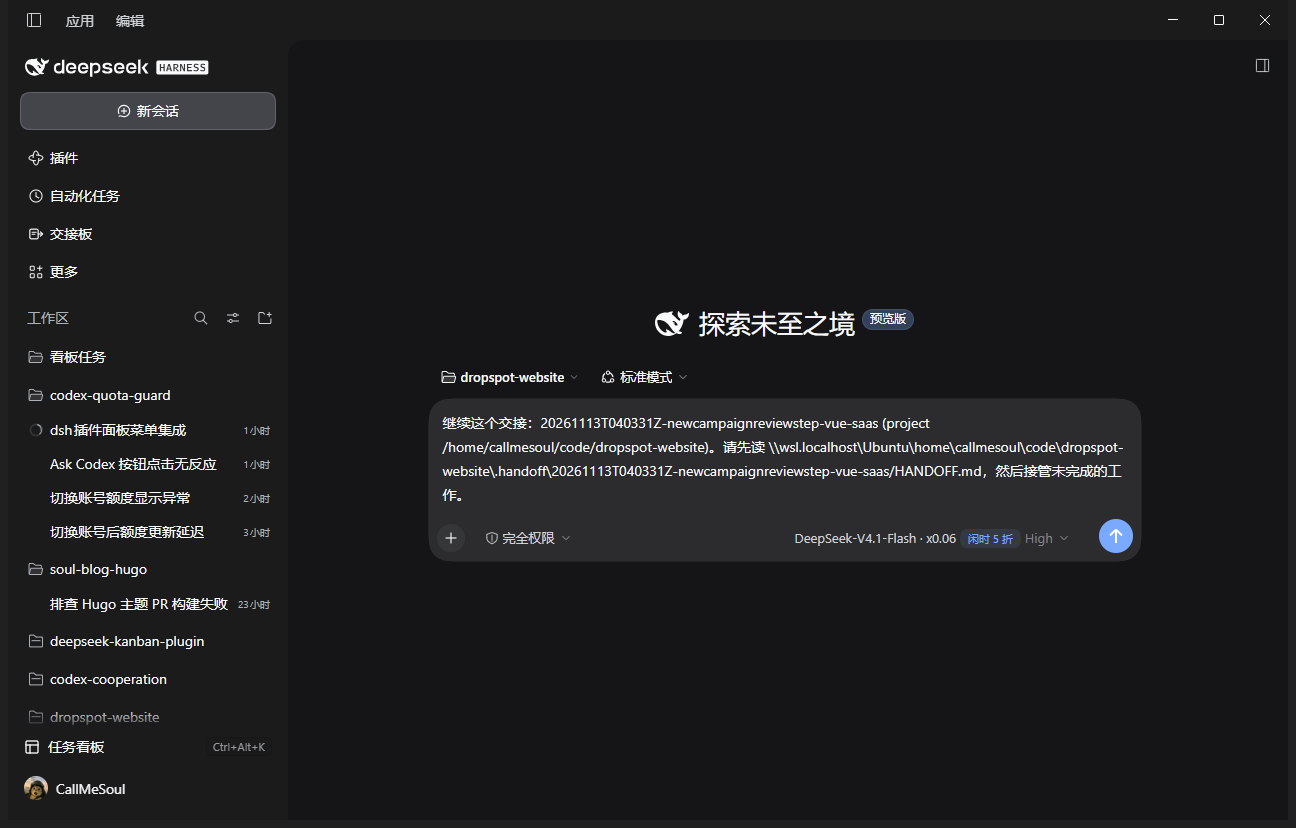 应用 编辑
deepseek HARNESS
新会话
插件
自动化任务
交接板
更多
工作区
看板任务
codex-quota-guard
dsh插件面板菜单集成 1小时
Ask Codex 按钮点击无反应 1小时
切换账号额度显示异常 2小时
切换账号后额度更新延迟 3小时
soul-blog-hugo
排查 Hugo 主题 PR 构建失败 23小时
deepseek-kanban-plugin
codex-cooperation
dropspot-website
任务看板 Ctrl+Alt+K
CallMeSoul
探索未至之境 预览版
dropspot-website 标准模式
继续这个交接：20261113T040331Z-newcampaignreviewstep-vue-saas (project
/home/callmesoul/code/dropspot-website)。请先读 \\wsl.localhost\Ubuntu\home\callmesoul\code\dropspot-
website\.handoff\20261113T040331Z-newcampaignreviewstep-vue-saas/HANDOFF.md，然后接管未完成的工
作。
完全权限 DeepSeek-V4.1-Flash · x0.06 闲时 5 折 High